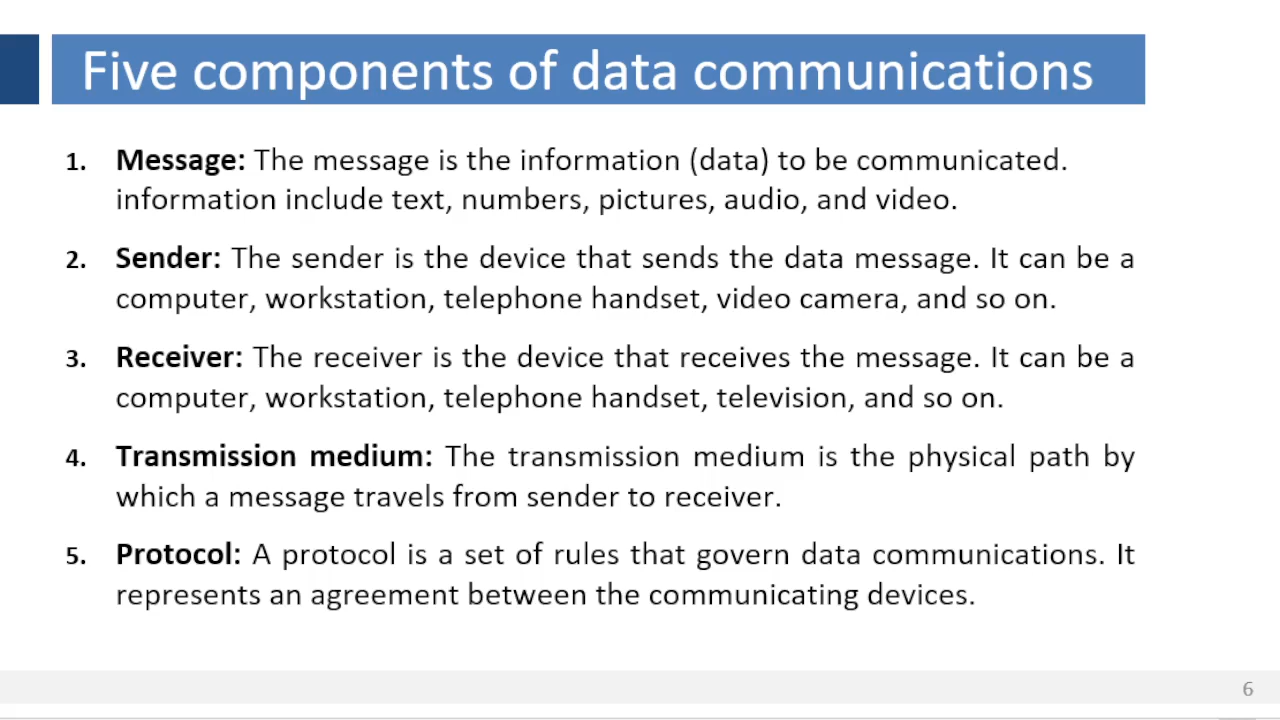 Five components of data communications
1. Message: The message is the information (data) to be communicated.
information include text, numbers, pictures, audio, and video.
2. Sender: The sender is the device that sends the data message. It can be a
computer, workstation, telephone handset, video camera, and so on.
3. Receiver: The receiver is the device that receives the message. It can be a
computer, workstation, telephone handset, television, and so on.
4. Transmission medium: The transmission medium is the physical path by
which a message travels from sender to receiver.
5. Protocol: A protocol is a set of rules that govern data communications. It
represents an agreement between the communicating devices.
6